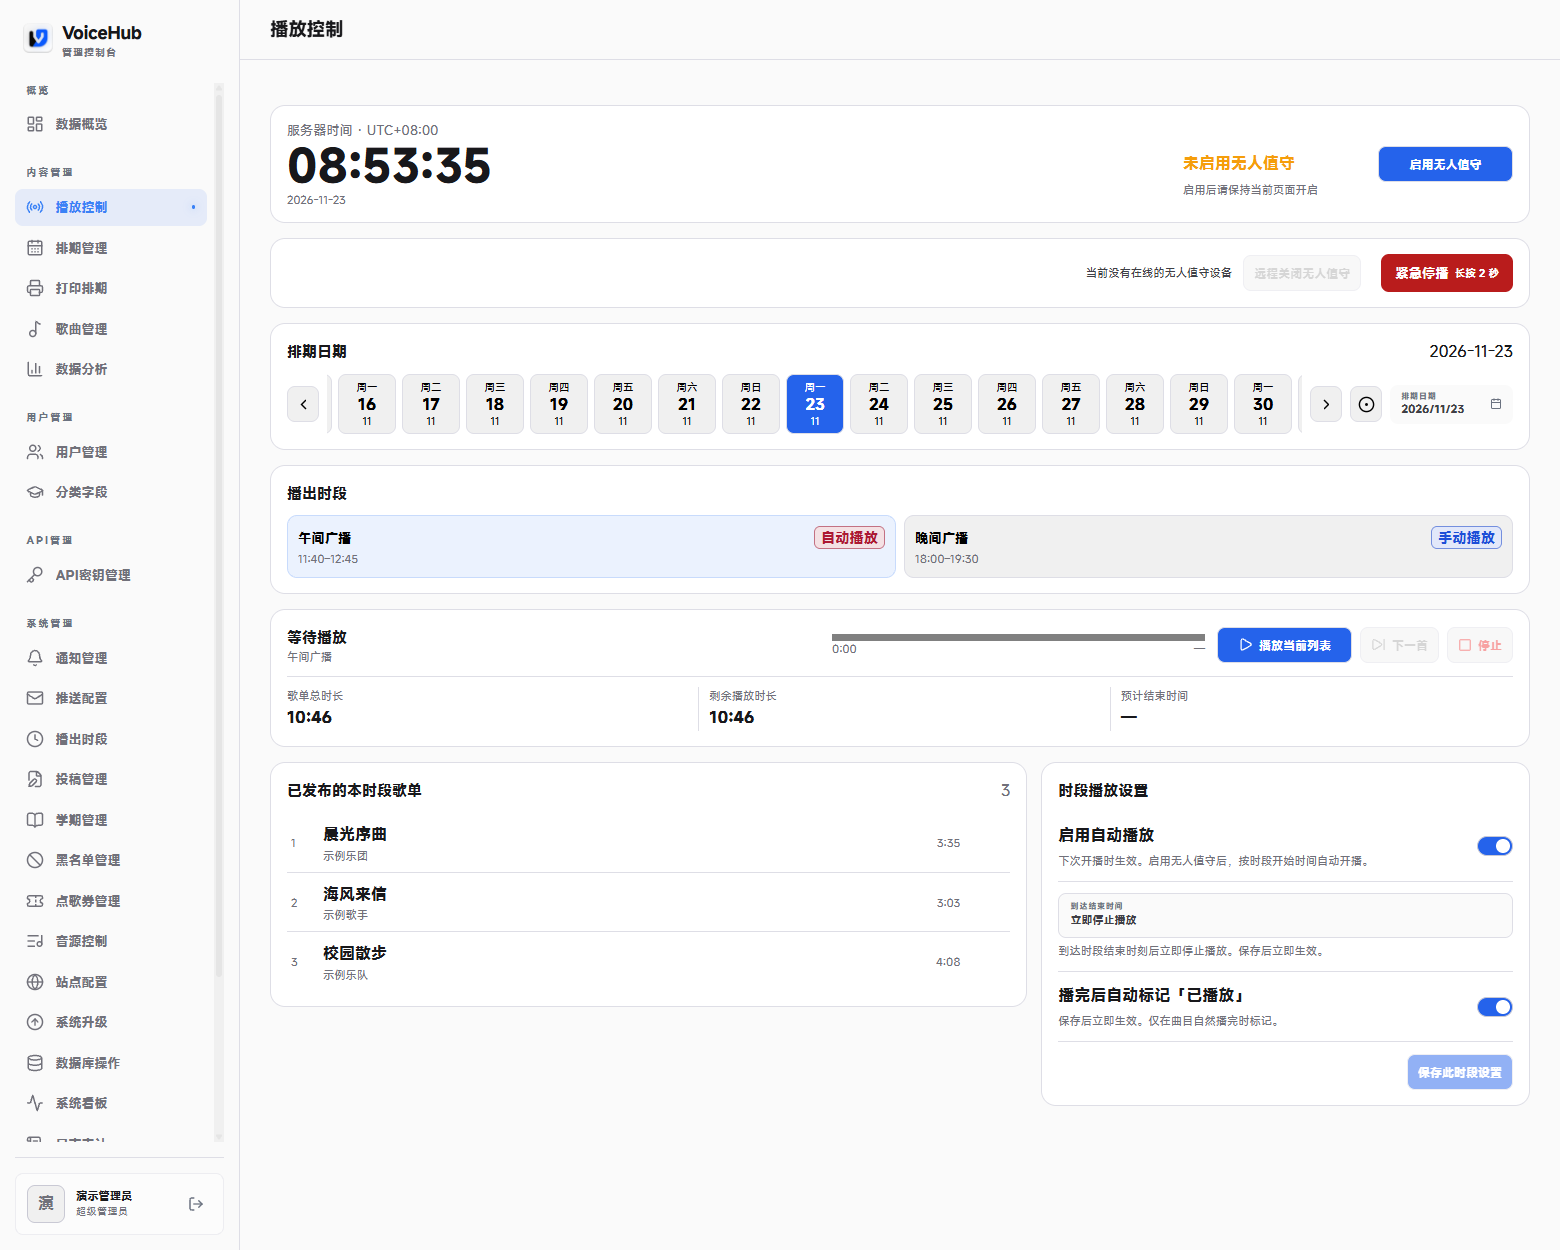 VoiceHub
管理控制台
概览
数据概览
内容管理
播放控制
排期管理
打印排期
歌曲管理
数据分析
用户管理
用户管理
分类字段
API管理
API密钥管理
系统管理
通知管理
推送配置
播出时段
投稿管理
学期管理
黑名单管理
点歌券管理
音源控制
站点配置
系统升级
数据库操作
系统看板
演
演示管理员
超级管理员
播放控制
服务器时间 · UTC+08:00
08:53:35
2026-11-23
未启用无人值守
启用后请保持当前页面开启
启用无人值守
当前没有在线的无人值守设备
远程关闭无人值守
紧急停播 长按 2 秒
排期日期
2026-11-23
周一 16 11
周二 17 11
周三 18 11
周四 19 11
周五 20 11
周六 21 11
周日 22 11
周一 23 11
周二 24 11
周三 25 11
周四 26 11
周五 27 11
周六 28 11
周日 29 11
周一 30 11
排期日期
2026/11/23
播出时段
午间广播
自动播放
11:40–12:45
晚间广播
手动播放
18:00–19:30
等待播放
午间广播
0:00
—
播放当前列表
下一首
停止
歌单总时长
10:46
剩余播放时长
10:46
预计结束时间
—
已发布的本时段歌单
3
1
晨光序曲
示例乐团
3:35
2
海风来信
示例歌手
3:03
3
校园散步
示例乐队
4:08
时段播放设置
启用自动播放
下次开播时生效。启用无人值守后，按时段开始时间自动开播。
到达结束时间
立即停止播放
到达时段结束时刻后立即停止播放。保存后立即生效。
播完后自动标记「已播放」
保存后立即生效。仅在曲目自然播完时标记。
保存此时段设置